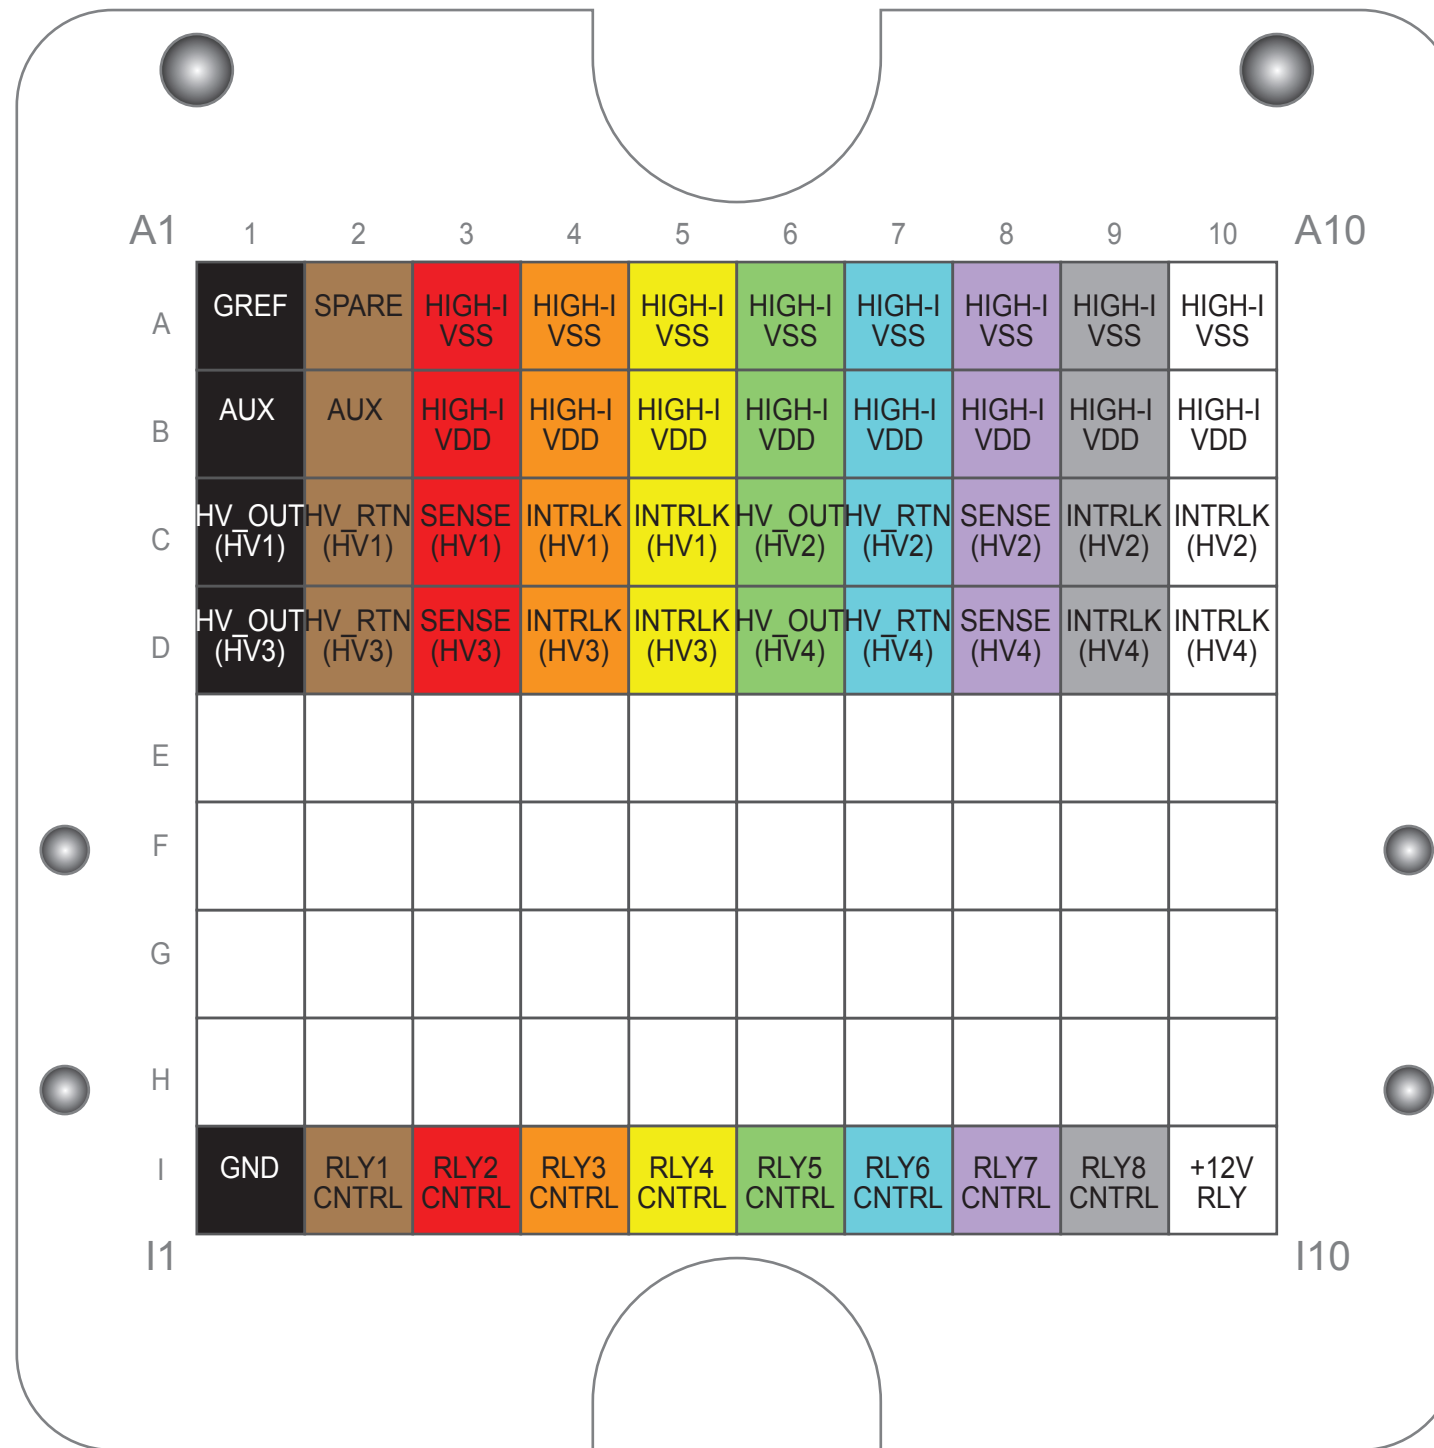 A1 1 2 3 4 5 6 7 8 9 10 A10
A GREF SPARE HIGH-I HIGH-I HIGH-I HIGH-I HIGH-I HIGH-I HIGH-I HIGH-I
VSS VSS VSS VSS VSS VSS VSS VSS
B AUX AUX HIGH-I HIGH-I HIGH-I HIGH-I HIGH-I HIGH-I HIGH-I HIGH-I
VDD VDD VDD VDD VDD VDD VDD VDD
C HV_OUT HV_RTN SENSE INTRLK INTRLK HV_OUT HV_RTN SENSE INTRLK INTRLK
(HV1) (HV1) (HV1) (HV1) (HV1) (HV2) (HV2) (HV2) (HV2) (HV2)
D HV_OUT HV_RTN SENSE INTRLK INTRLK HV_OUT HV_RTN SENSE INTRLK INTRLK
(HV3) (HV3) (HV3) (HV3) (HV3) (HV4) (HV4) (HV4) (HV4) (HV4)
E
F
G
H
I GND RLY1 RLY2 RLY3 RLY4 RLY5 RLY6 RLY7 RLY8 +12V
CNTRL CNTRL CNTRL CNTRL CNTRL CNTRL CNTRL CNTRL RLY
I1 I10